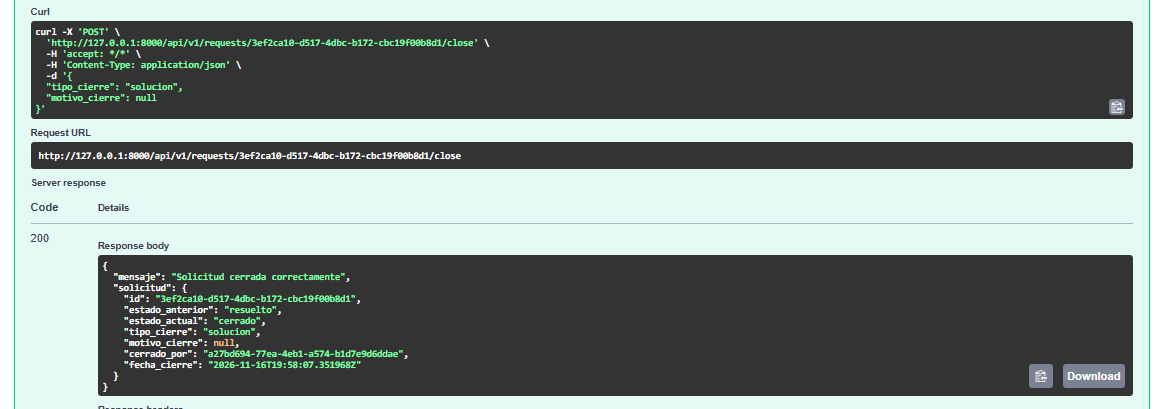 Curl
curl -X 'POST' \
'http://127.0.0.1:8000/api/v1/requests/3ef2ca10-d517-4dbc-b172-cbc19f00b8d1/close' \
-H 'accept: */*' \
-H 'Content-Type: application/json' \
-d '{
"tipo_cierre": "solucion",
"motivo_cierre": null
}'
Request URL
http://127.0.0.1:8000/api/v1/requests/3ef2ca10-d517-4dbc-b172-cbc19f00b8d1/close
Server response
Code Details
200
Response body
{
"mensaje": "Solicitud cerrada correctamente",
"solicitud": {
"id": "3ef2ca10-d517-4dbc-b172-cbc19f00b8d1",
"estado_anterior": "resuelto",
"estado_actual": "cerrado",
"tipo_cierre": "solucion",
"motivo_cierre": null,
"cerrado_por": "a27bd694-77ea-4eb1-a574-b1d7e9d6ddae",
"fecha_cierre": "2026-11-16T19:58:07.351968Z"
}
}
Download
Response headers